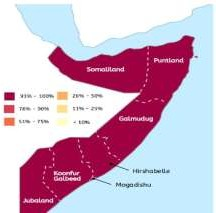 Puntland
Somaliland
91% - 100%
26% - 50%
76% - 90%
11% - 25%
51% - 75%
< 10%
Galmudug
Hirshabelle
Koonfur
Galbeed
Mogadishu
Jubaland